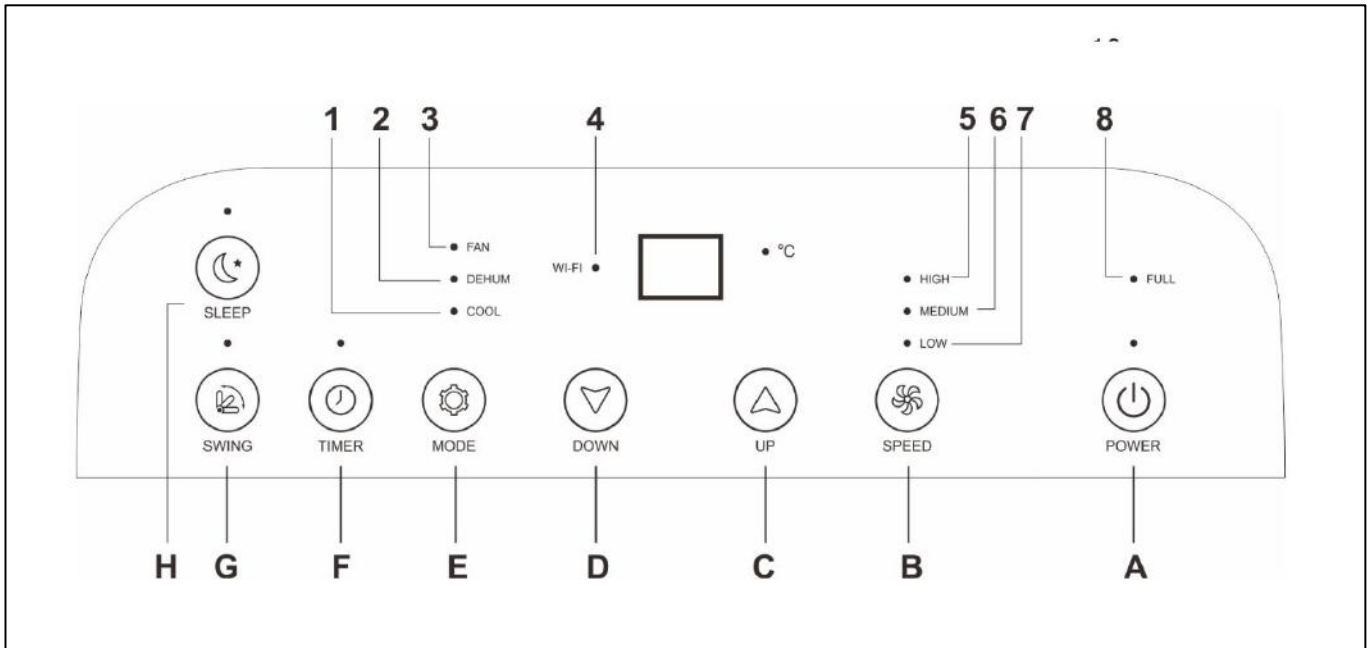 1 2 3 4 5 6 7 8
FAN
WI-FI
°C
DEHUM
HIGH
FULL
SLEEP
COOL
MEDIUM
LOW
SWING TIMER MODE DOWN UP SPEED POWER
H G F E D C B A